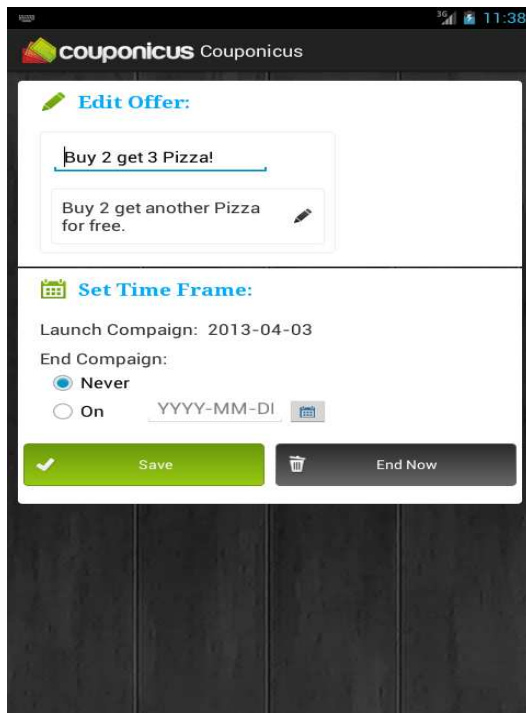 3G 11:38
couponicus Couponicus
Edit Offer:
Buy 2 get 3 Pizza!
Buy 2 get another Pizza
for free.
Set Time Frame:
Launch Compaign: 2013-04-03
End Compaign:
Never
On YYYY-MM-DI
Save End Now